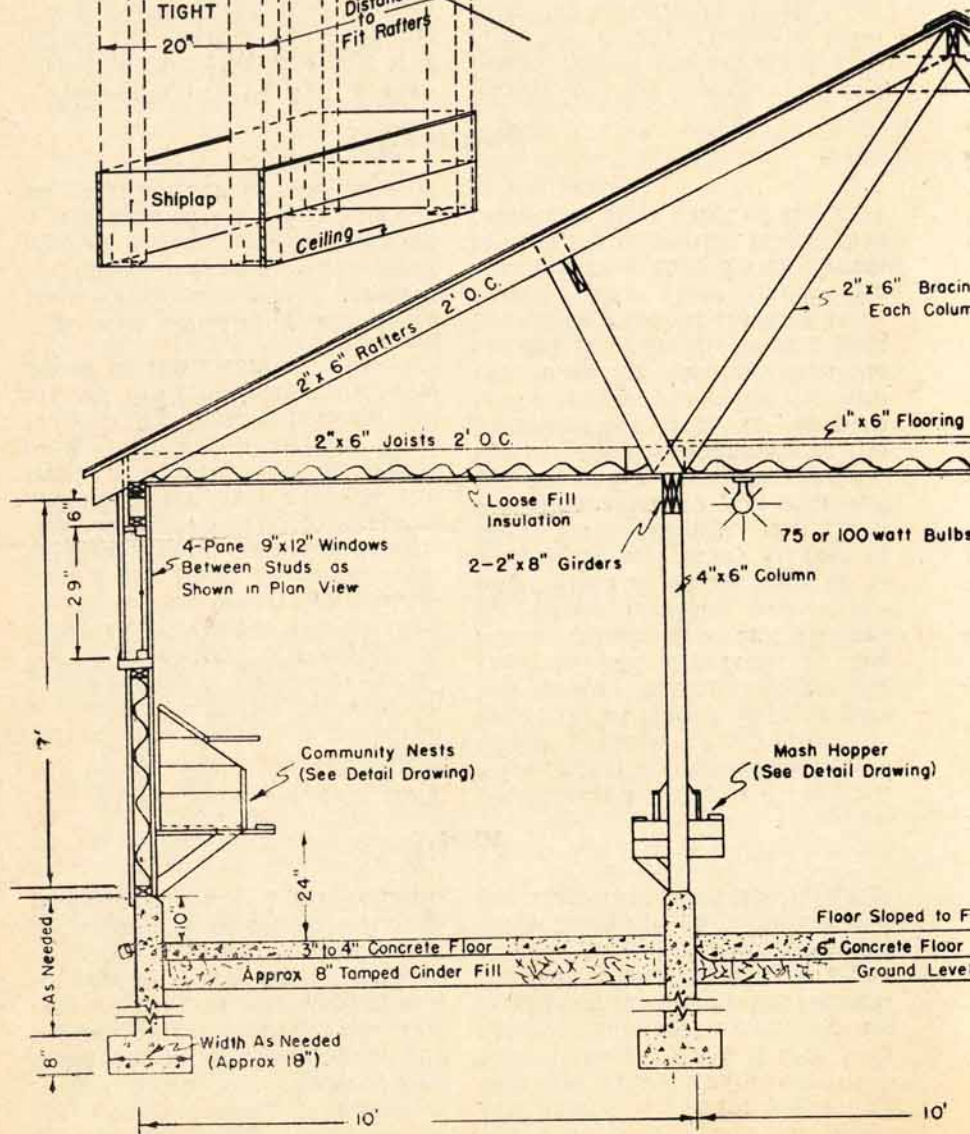 TIGHT
20"
Distance
to
Fit Rafters
Shiplap
Ceiling
2"x 6" Rafters 2' O.C.
2"x 6" Bracin
Each Colum
1"x 6" Flooring
2"x 6" Joists 2' O.C.
Loose Fill
Insulation
6"
29"
7'
4-Pane 9"x12" Windows
Between Studs as
Shown in Plan View
2-2"x 8" Girders
75 or 100 watt Bulbs
4"x 6" Column
Community Nests
(See Detail Drawing)
Mash Hopper
(See Detail Drawing)
24"
10"
As Needed
Floor Sloped to F
3" to 4" Concrete Floor
6" Concrete Floor
Approx 8" Tamped Cinder Fill
Ground Level
8"
Width As Needed
(Approx 18")
10'
10'